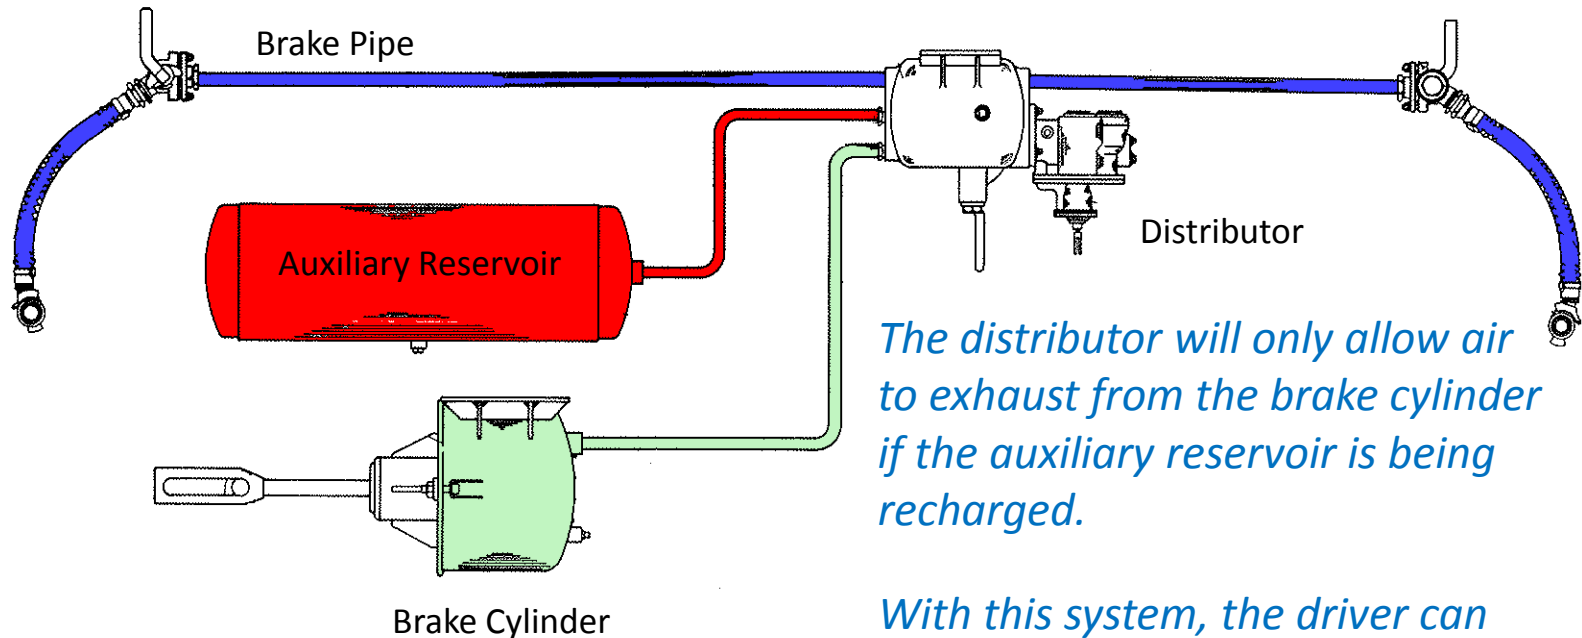 Brake Pipe
Distributor
Auxiliary Reservoir
The distributor will only allow air
to exhaust from the brake cylinder
if the auxiliary reservoir is being
recharged.
With this system, the driver can
Brake Cylinder